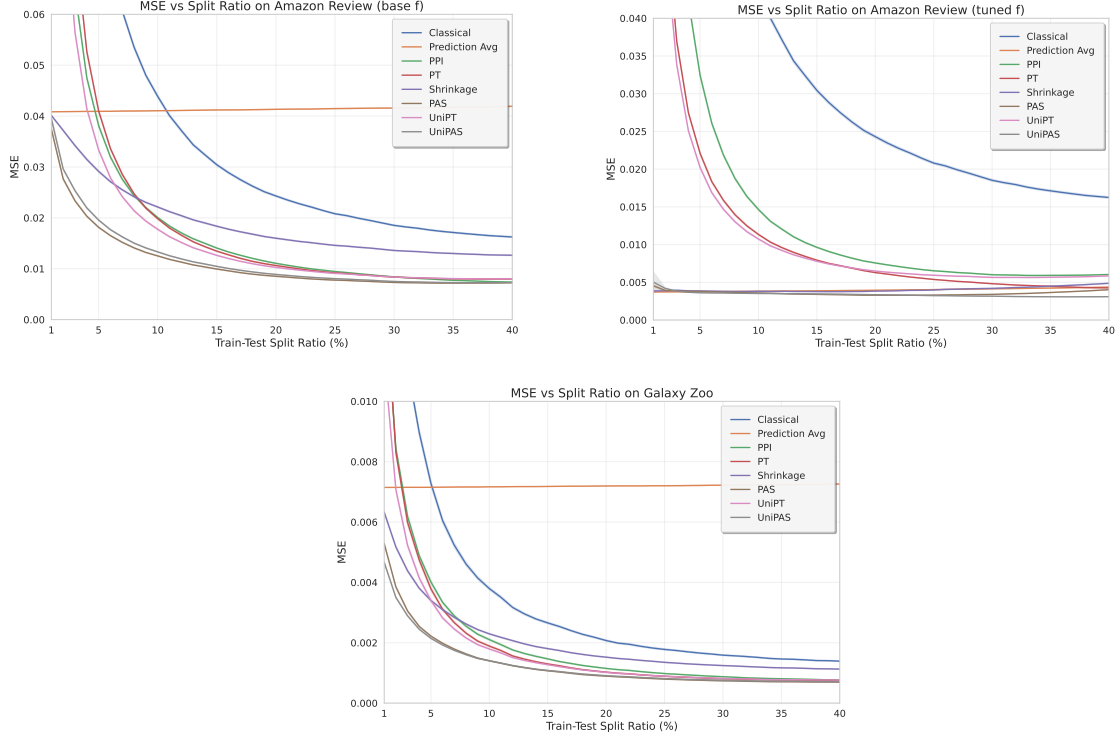 MSE vs Split Ratio on Amazon Review (base f)
0.06
0.05
0.04
0.03
0.02
0.01
0.00
MSE
Classical
Prediction Avg
PPI
PT
Shrinkage
PAS
UniPT
UniPAS
1 5 10 15 20 25 30 35 40
Train-Test Split Ratio (%)
MSE vs Split Ratio on Amazon Review (tuned f)
0.040
0.035
0.030
0.025
0.020
0.015
0.010
0.005
0.000
MSE
Classical
Prediction Avg
PPI
PT
Shrinkage
PAS
UniPT
UniPAS
1 5 10 15 20 25 30 35 40
Train-Test Split Ratio (%)
MSE vs Split Ratio on Galaxy Zoo
0.010
0.008
0.006
0.004
0.002
0.000
MSE
Classical
Prediction Avg
PPI
PT
Shrinkage
PAS
UniPT
UniPAS
1 5 10 15 20 25 30 35 40
Train-Test Split Ratio (%)